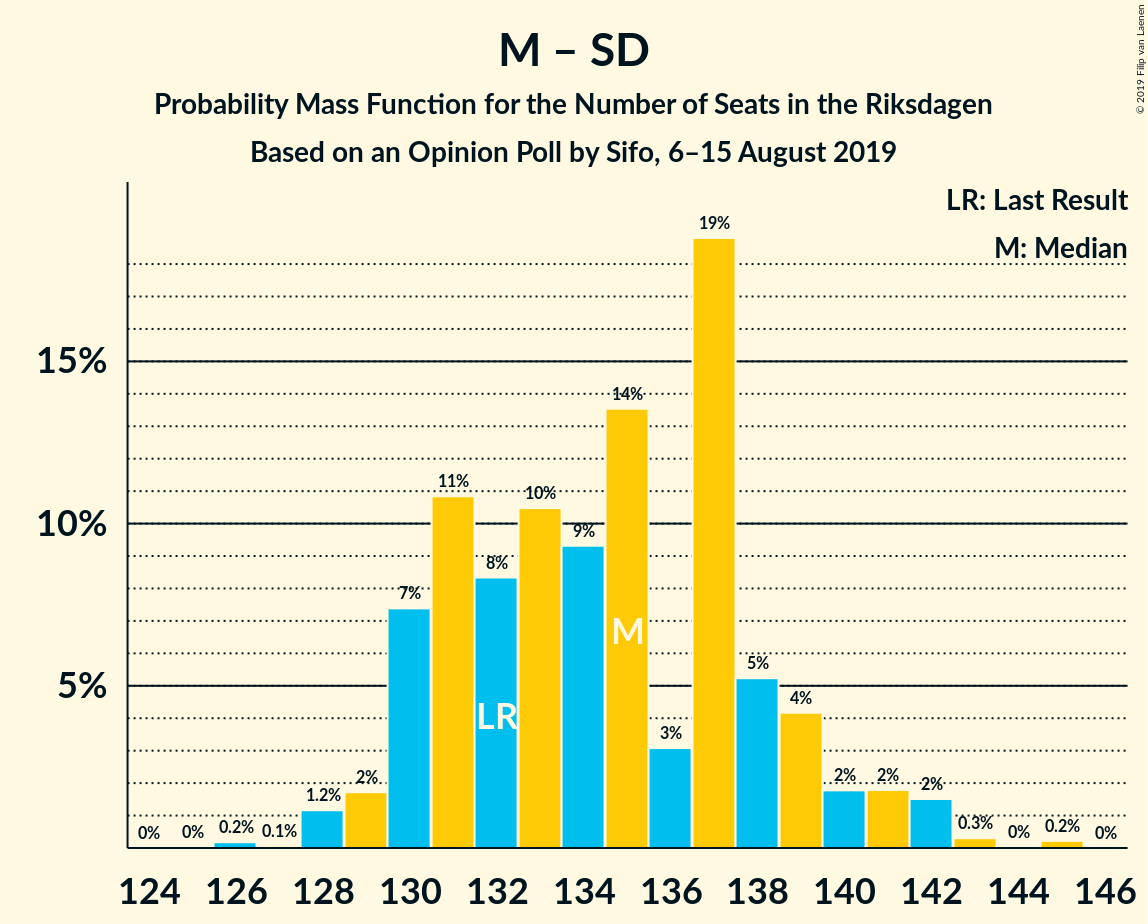 M – SD
Probability Mass Function for the Number of Seats in the Riksdagen
Based on an Opinion Poll by Sifo, 6–15 August 2019
© 2019 Filip van Laenen
LR: Last Result
M: Median
15%
10%
5%
0%
0%
0.2%
0.1%
1.2%
2%
7%
11%
8%
10%
9%
14%
3%
19%
5%
4%
2%
2%
2%
0.3%
0%
0.2%
0%
LR
M
124 126 128 130 132 134 136 138 140 142 144 146